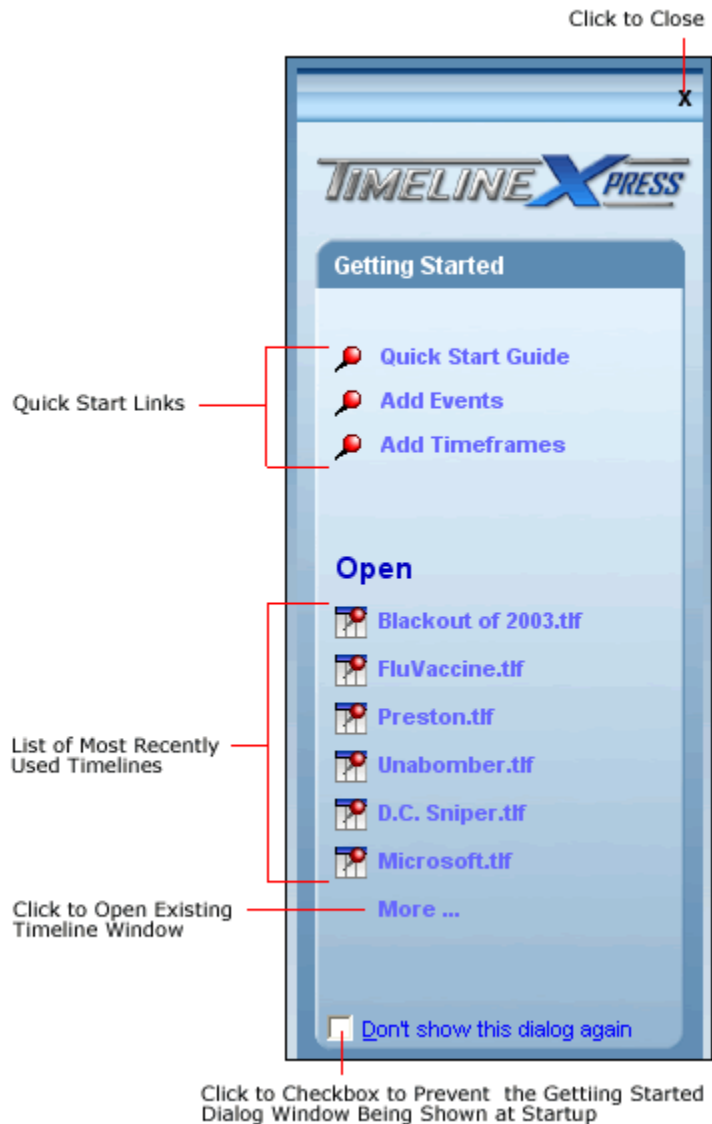 Click to Close
X
TIMELINE XPRESS
Getting Started
Quick Start Guide
Quick Start Links
Add Events
Add Timeframes
Open
Blackout of 2003.tlf
FluVaccine.tlf
Preston.tlf
List of Most Recently
Used Timelines
Unabomber.tlf
D.C. Sniper.tlf
Microsoft.tlf
Click to Open Existing
Timeline Window
More ...
Don't show this dialog again
Click to Checkbox to Prevent the Gettiing Started
Dialog Window Being Shown at Startup